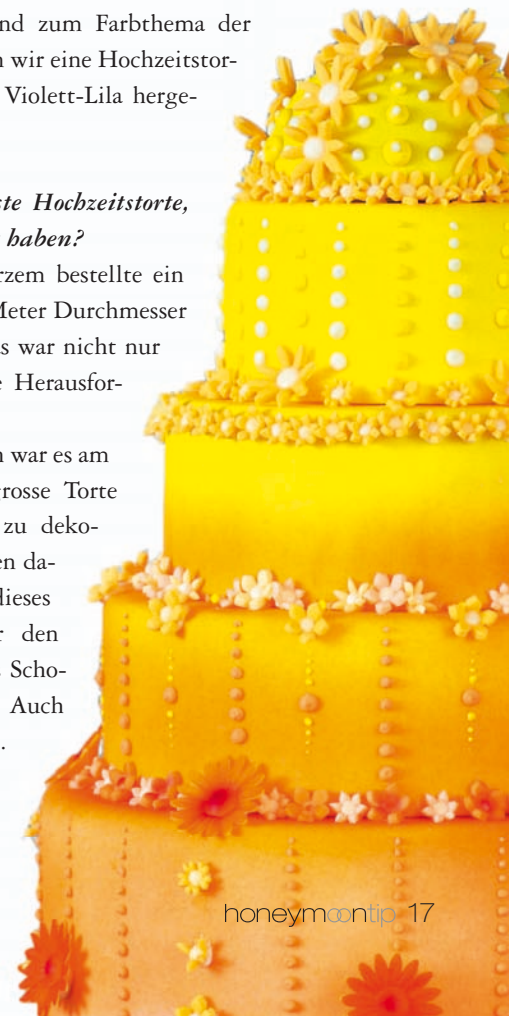 nd zum Farbthema der
n wir eine Hochzeitstor-
Violett-Lila herge-
ste Hochzeitstorte,
haben?
rzem bestellte ein
Meter Durchmesser
s war nicht nur
e Herausfor-
n war es am
grosse Torte
zu deko-
en da-
dieses
r den
Scho-
Auch
.
honeymoontip 17